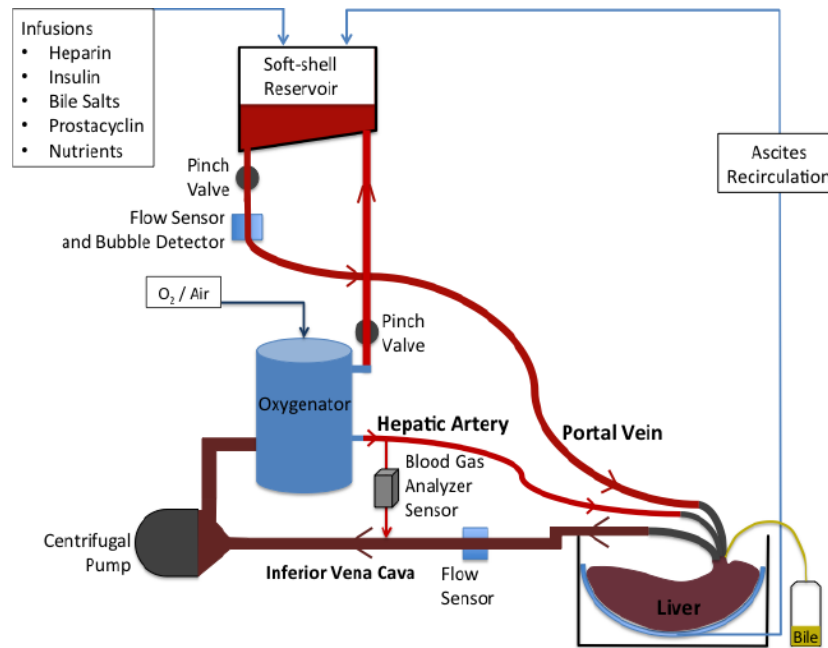 Infusions
• Heparin
• Insulin
• Bile Salts
• Prostacyclin
• Nutrients
Soft-shell
Reservoir
Pinch
Valve
Flow Sensor
and Bubble Detector
Ascites
Recirculation
O₂ / Air
Pinch
Valve
Oxygenator
Hepatic Artery
Portal Vein
Blood Gas
Analyzer
Sensor
Centrifugal
Pump
Inferior Vena Cava
Flow
Sensor
Liver
Bile